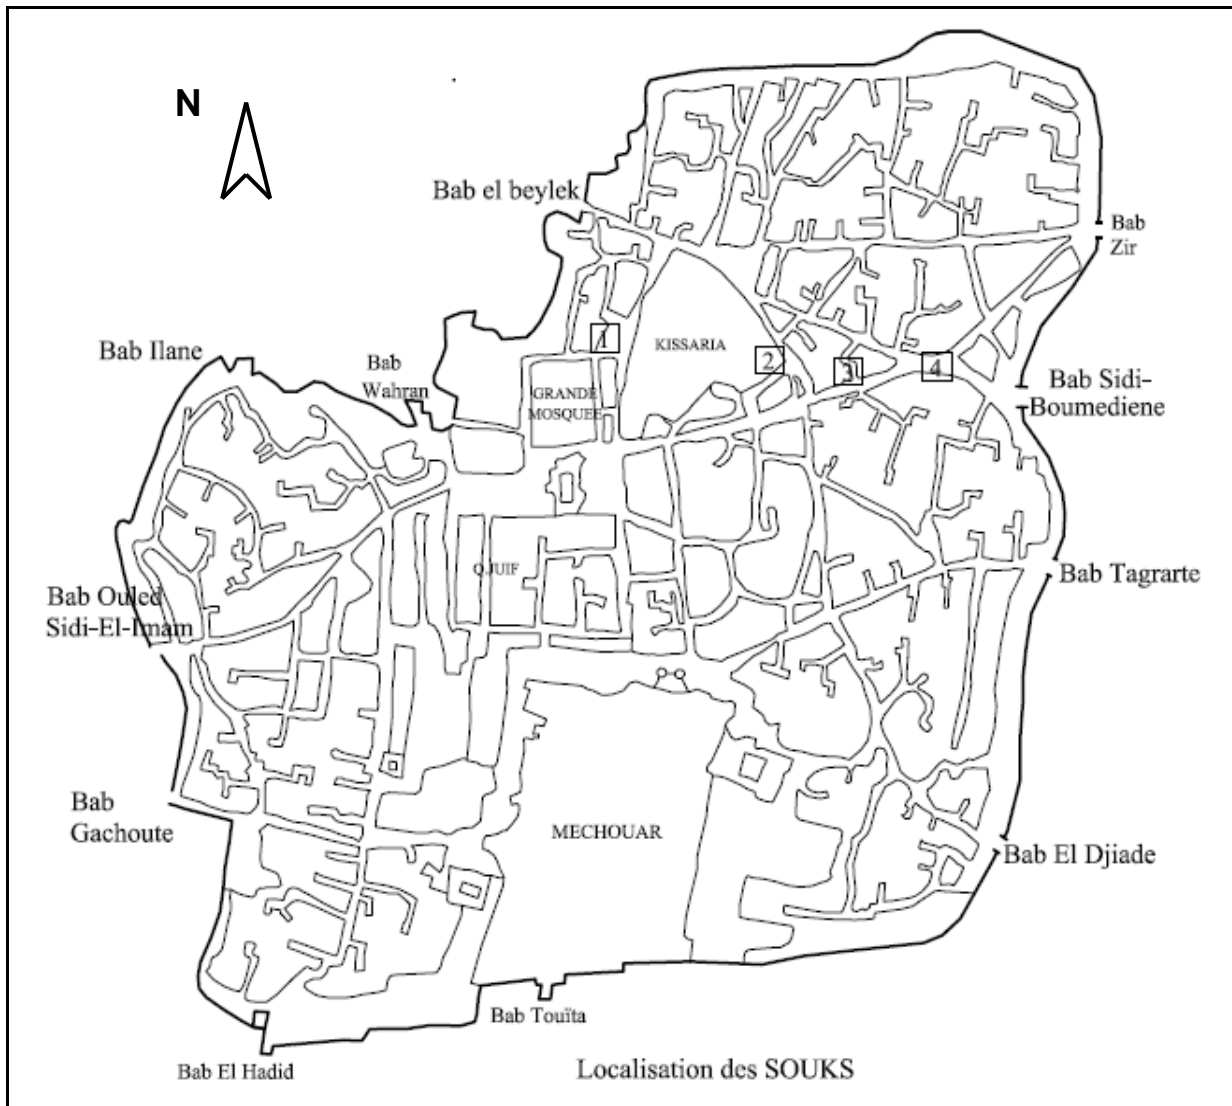 N
Bab el beylek
Bab
Zir
1
KISSARIA
2
3
4
Bab Ilane
Bab
Wahran
GRANDE
MOSQUEE
Bab Sidi-
Boumediene
Q.JUIF
Bab Tagrarte
Bab Ouled
Sidi-El-Imam
Bab
Gachoute
MECHOUAR
Bab El Djiade
Bab Touïta
Bab El Hadid
Localisation des SOUKS